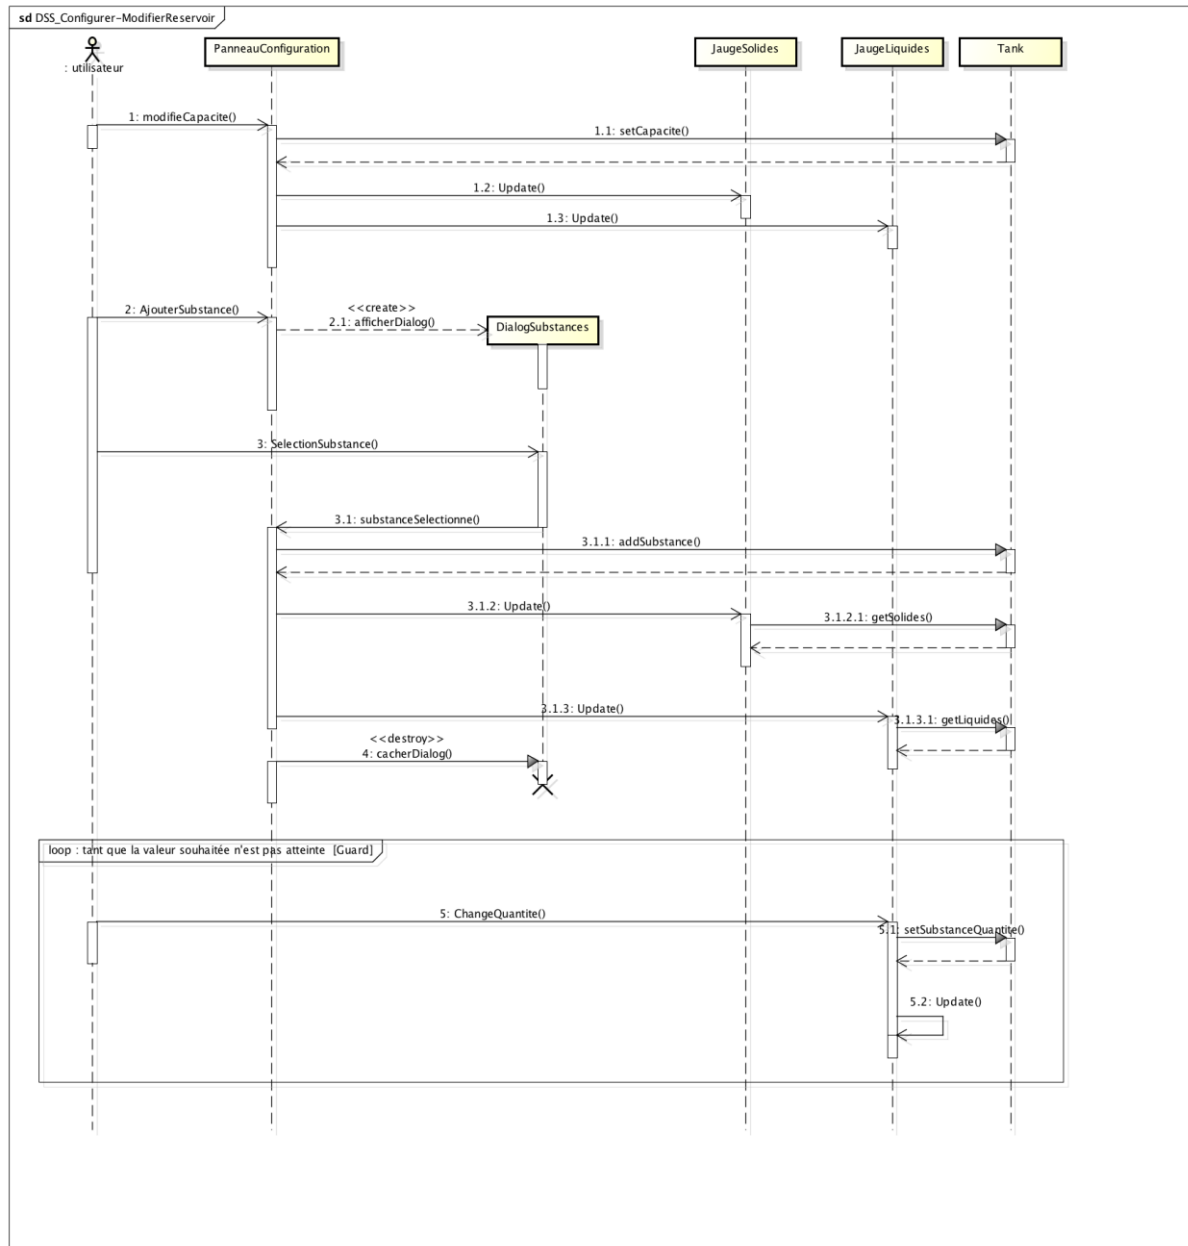 sd DSS_Configurer-ModifierReservoir
PanneauConfiguration
JaugeSolides
JaugeLiquides
Tank
: utilisateur
1: modifieCapacite()
1.1: setCapacite()
1.2: Update()
1.3: Update()
2: AjouterSubstance()
<<create>>
2.1: afficherDialog()
DialogSubstances
3: SelectionSubstance()
3.1: substanceSelectionne()
3.1.1: addSubstance()
3.1.2: Update()
3.1.2.1: getSolides()
3.1.3: Update()
3.1.3.1: getLiquides()
<<destroy>>
4: cacherDialog()
loop : tant que la valeur souhaitée n'est pas atteinte [Guard]
5: ChangeQuantite()
5.1: setSubstanceQuantite()
5.2: Update()